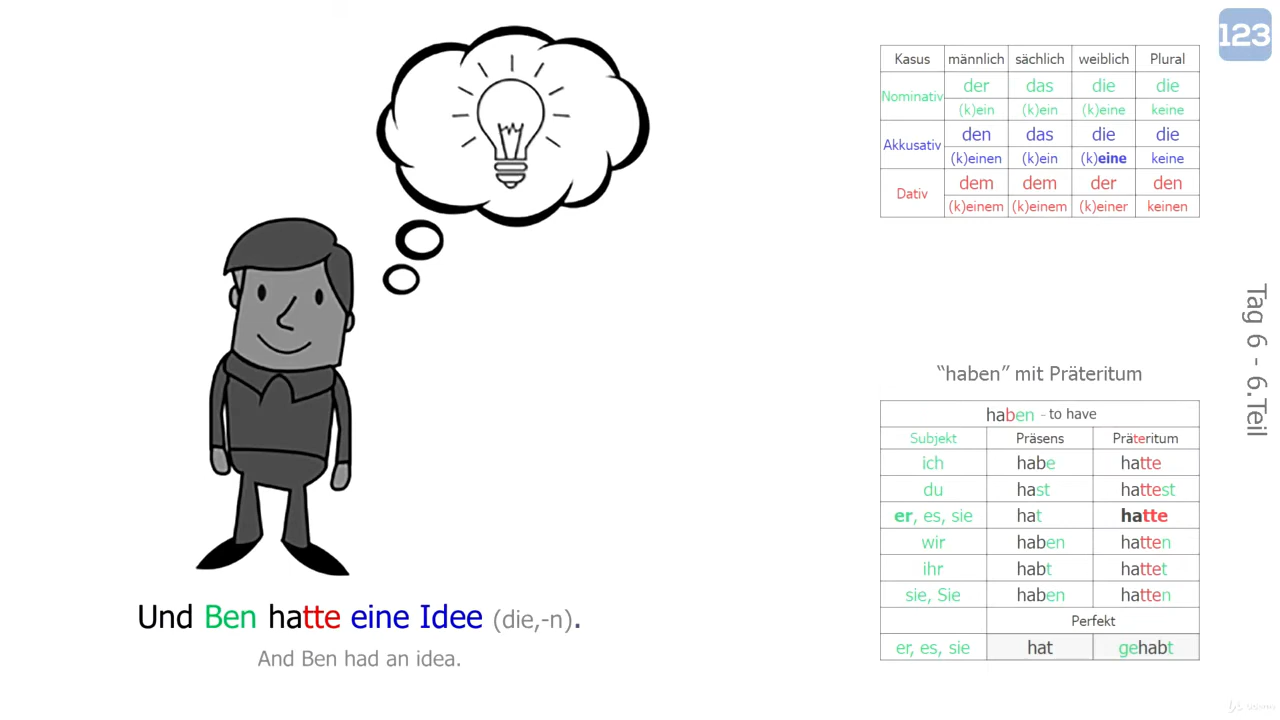 123
Kasus männlich sächlich weiblich Plural
Nominativ der das die die
(k)ein (k)ein (k)eine keine
Akkusativ den das die die
(k)einen (k)ein (k)eine keine
Dativ dem dem der den
(k)einem (k)einem (k)einer keinen
Tag 6 - 6.Teil
“haben” mit Präteritum
haben - to have
Subjekt Präsens Präteritum
ich habe hatte
du hast hattest
er, es, sie hat hatte
wir haben hatten
ihr habt hattet
sie, Sie haben hatten
Perfekt
er, es, sie hat gehabt
Und Ben hatte eine Idee (die,-n).
And Ben had an idea.